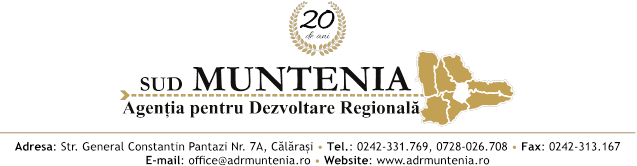 20
de ani
SUD MUNTENIA
Agenția pentru Dezvoltare Regională
Adresa: Str. General Constantin Pantazi Nr. 7A, Călărași • Tel.: 0242-331.769, 0728-026.708 • Fax: 0242-313.167
E-mail: office@adrmuntenia.ro • Website: www.adrmuntenia.ro